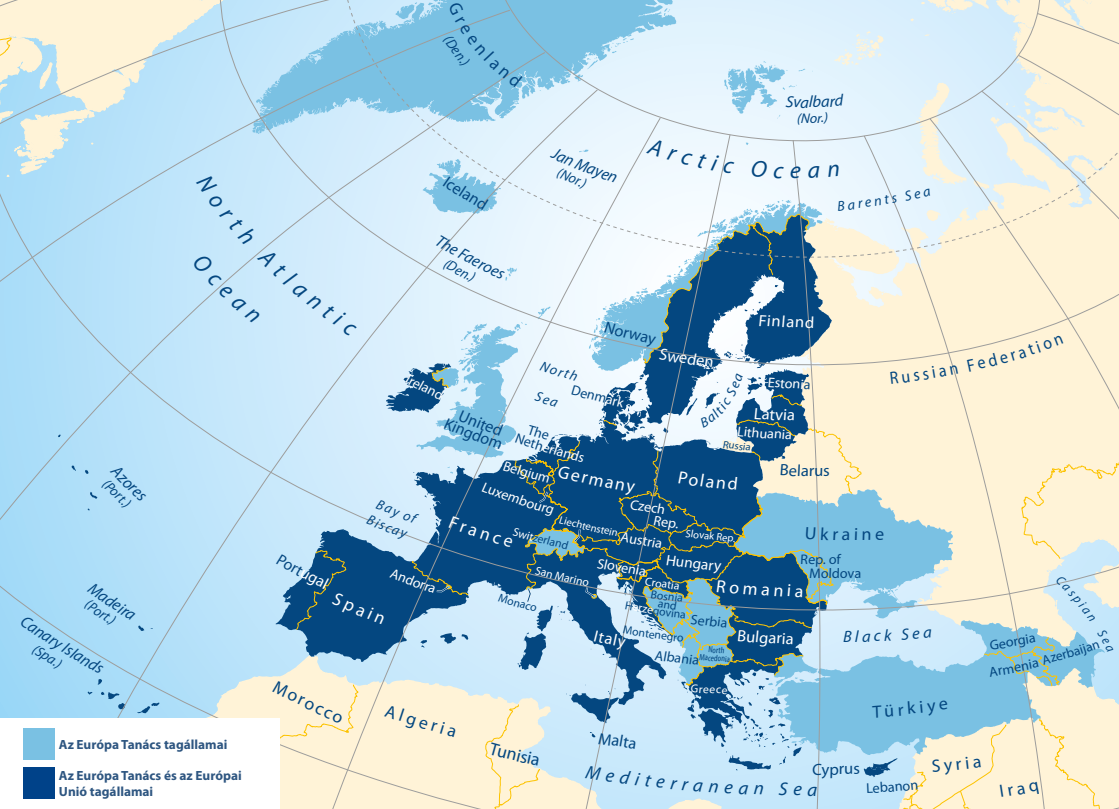 Greenland
(Den.)
Svalbard
(Nor.)
Arctic Ocean
Jan Mayen
(Nor.)
Barents Sea
Iceland
North Atlantic
Ocean
The Faeroes
(Den.)
Norway
Finland
Sweden
Russian Federation
North
Sea
Denmark
Baltic Sea
Estonia
Latvia
Lithuania
Russia
Ireland
United
Kingdom
The
Netherlands
Belgium
Germany
Poland
Belarus
Luxembourg
Azores
(Port.)
Bay of
Biscay
France
Czech
Rep.
Slovak Rep.
Ukraine
Liechtenstein
Switzerland
Austria
Rep. of
Moldova
Slovenia
Hungary
Romania
Portugal
Spain
Andorra
San Marino
Monaco
Croatia
Bosnia
and
Herzegovina
Serbia
Caspian Sea
Madeira
(Port.)
Canary Islands
(Spa.)
Italy
Montenegro
Bulgaria
Black Sea
Georgia
Armenia
Azerbaijan
Albania
North
Macedonia
Greece
Türkiye
Morocco
Algeria
Tunisia
Malta
Mediterranean Sea
Cyprus
Lebanon
Syria
Iraq
Az Európa Tanács tagállamai
Az Európa Tanács és az Európai
Unió tagállamai